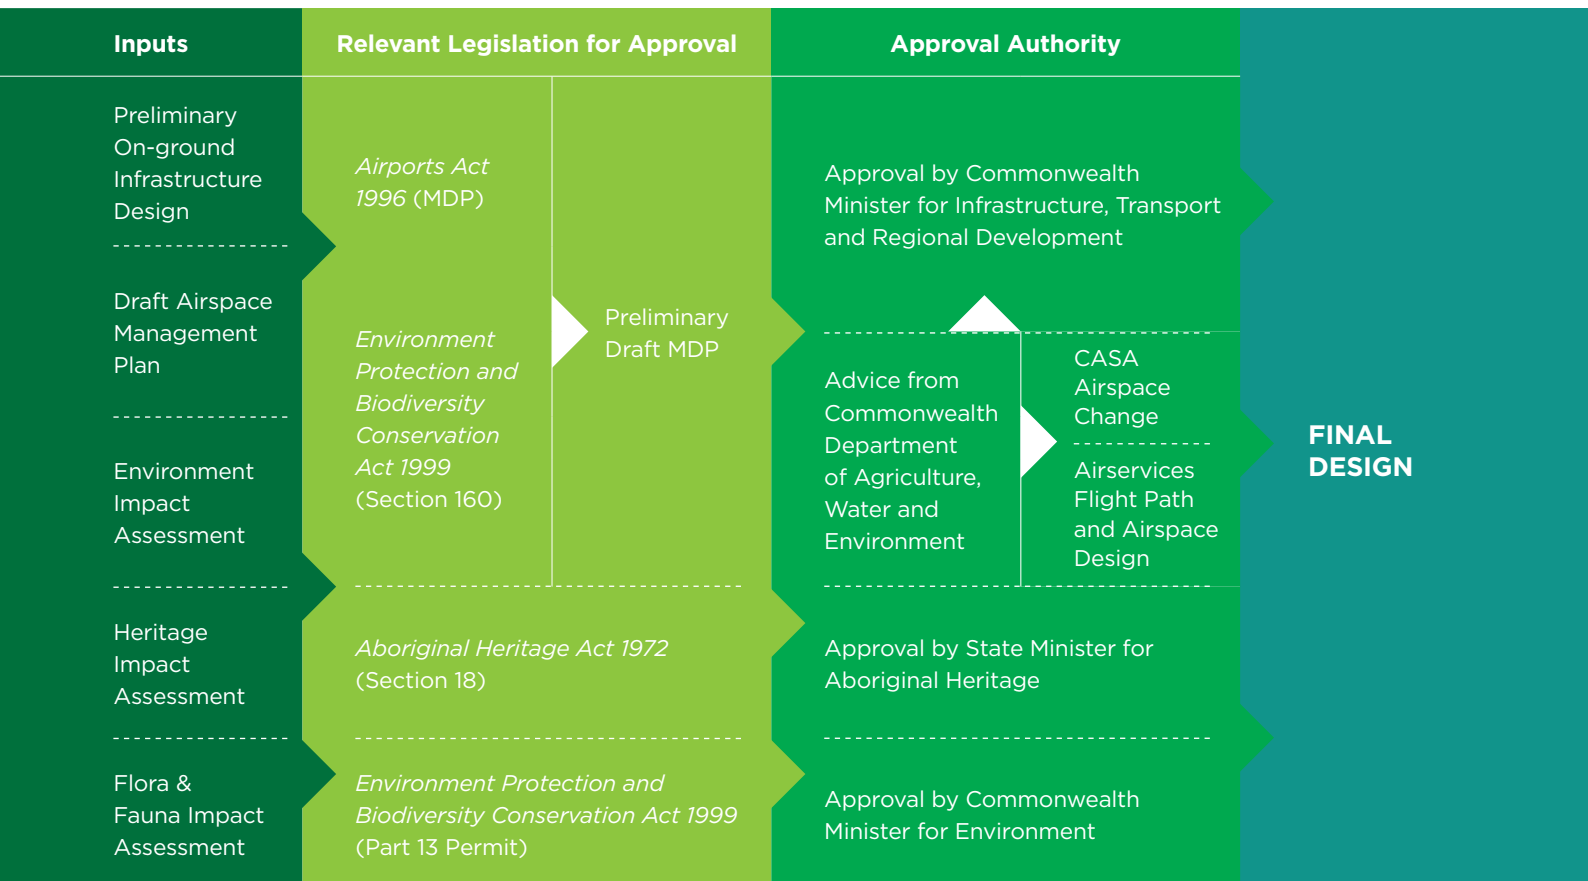 Inputs
Relevant Legislation for Approval
Approval Authority
Preliminary
On-ground
Infrastructure
Design
Draft Airspace
Management
Plan
Environment
Impact
Assessment
Heritage
Impact
Assessment
Flora &
Fauna Impact
Assessment
Airports Act
1996 (MDP)
Environment
Protection and
Biodiversity
Conservation
Act 1999
(Section 160)
Preliminary
Draft MDP
Aboriginal Heritage Act 1972
(Section 18)
Environment Protection and
Biodiversity Conservation Act 1999
(Part 13 Permit)
Approval by Commonwealth
Minister for Infrastructure, Transport
and Regional Development
Advice from
Commonwealth
Department
of Agriculture,
Water and
Environment
CASA
Airspace
Change
Airservices
Flight Path
and Airspace
Design
Approval by State Minister for
Aboriginal Heritage
Approval by Commonwealth
Minister for Environment
FINAL
DESIGN